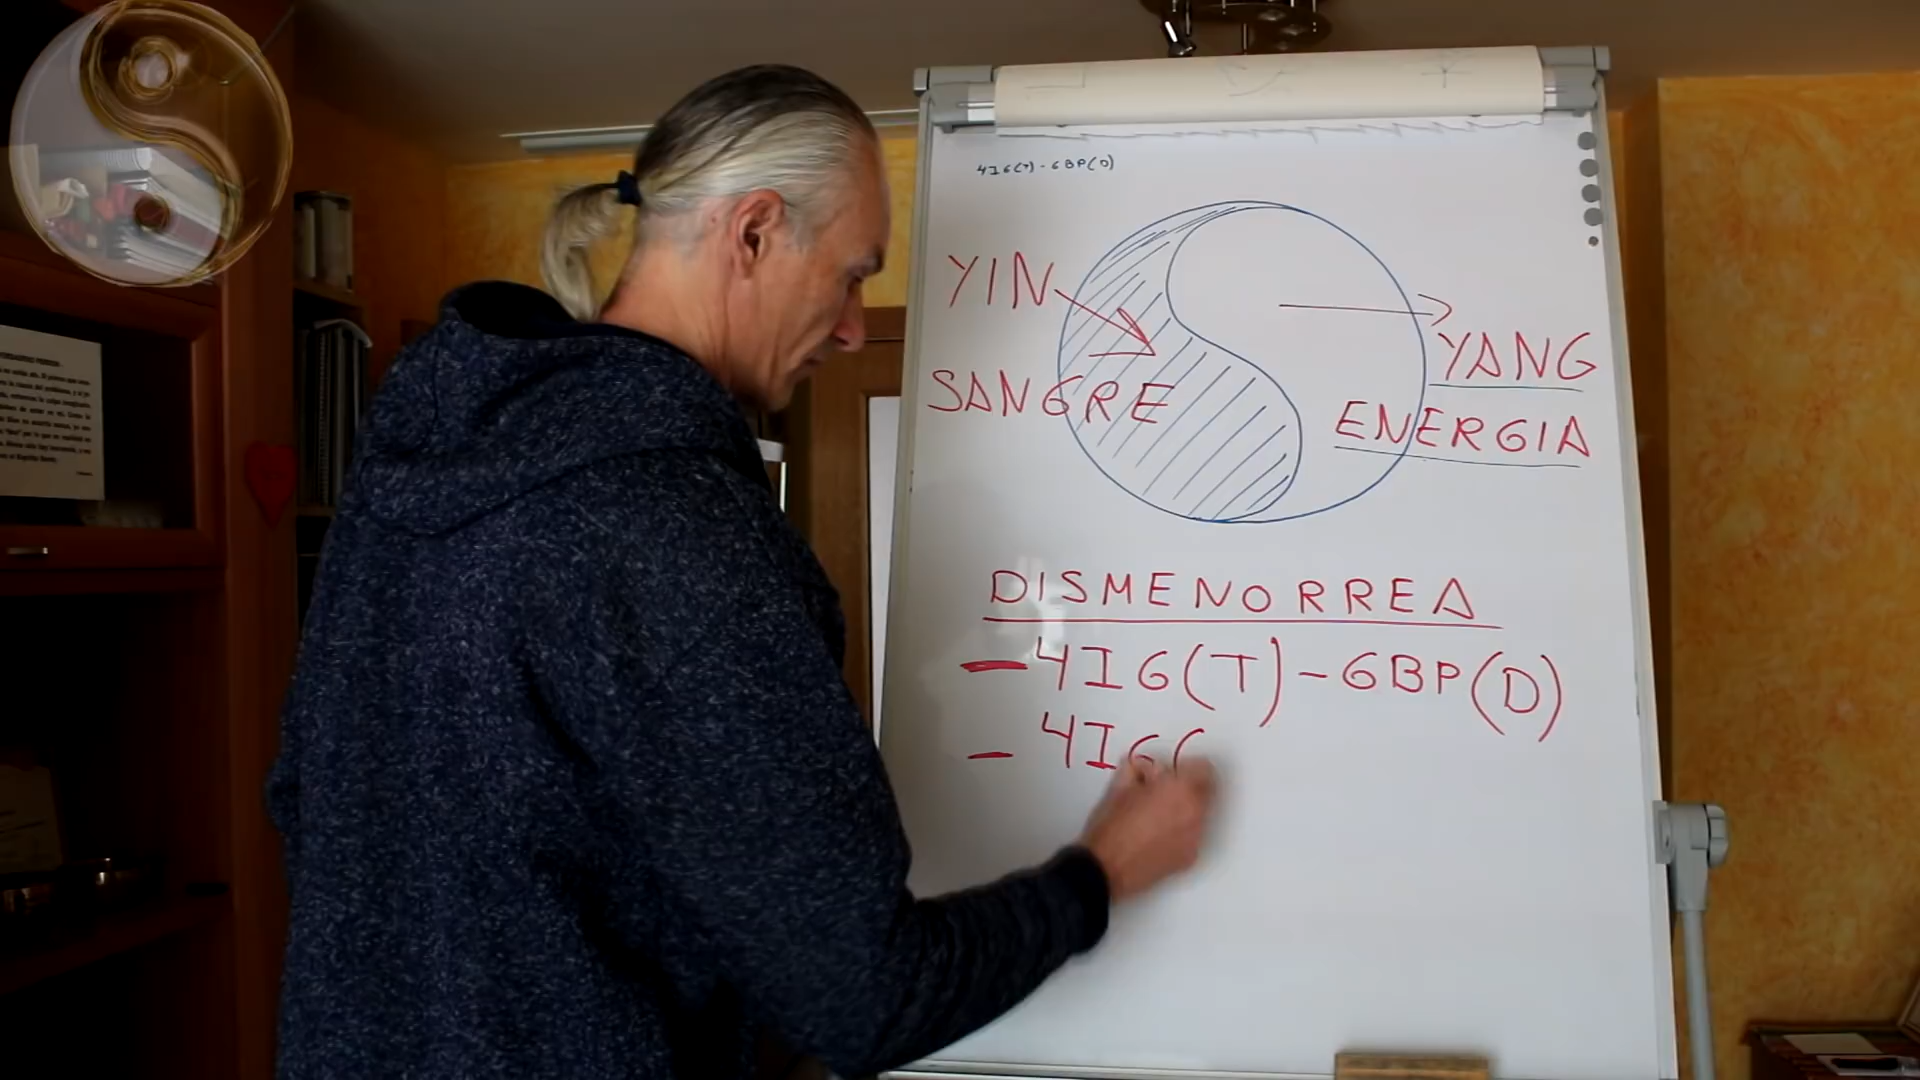 4IG(T)-6BP(D)
YIN
YANG
SANGRE
ENERGIA
DISMENORREA
-4IG(T)-6BP(D)
- 4IG(